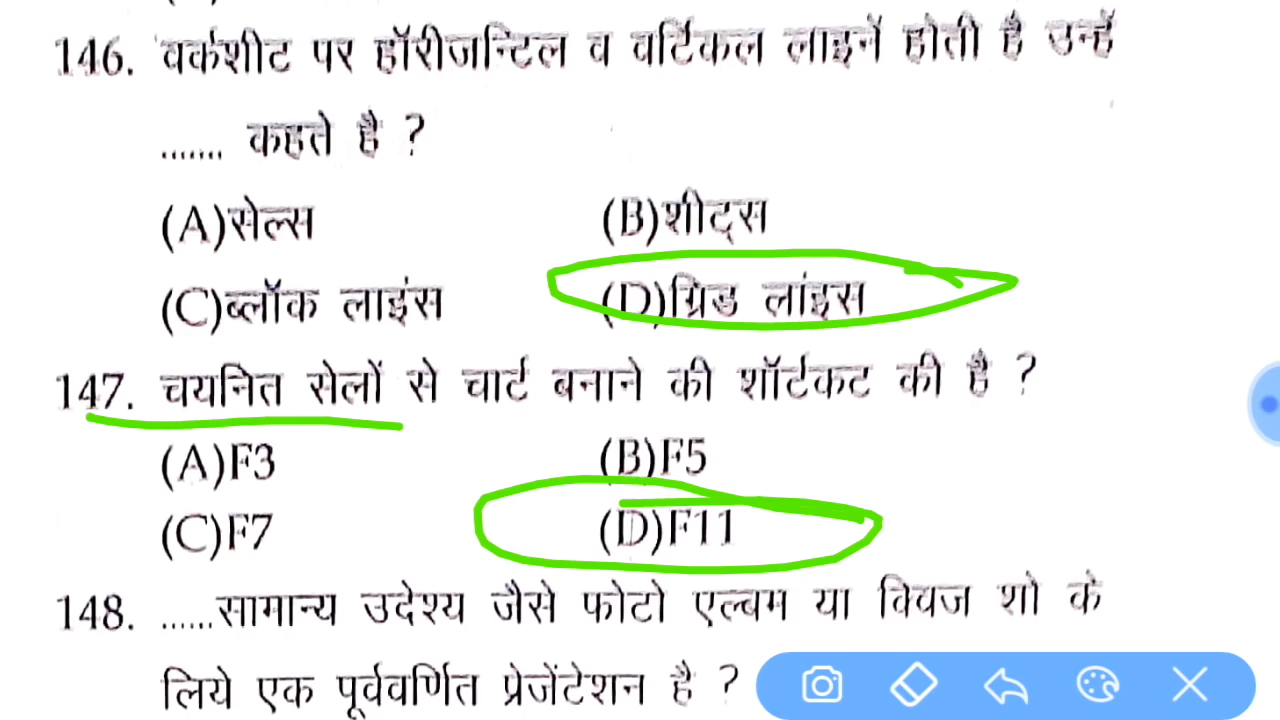 146. वर्कशीट पर हॉरीजन्टिल व वर्टिकल लाइनें होती है उन्हें
....... कहते है ?
(A)सेल्स (B)शीट्स
(C)ब्लॉक लाइंस (D)ग्रिड लांइस
147. चयनित सेलों से चार्ट बनाने की शॉर्टकट की है ?
(A)F3 (B)F5
(C)F7 (D)F11
148. ......सामान्य उदेश्य जैसे फोटो एल्बम या क्विज शो के
लिये एक पूर्ववर्णित प्रेजेंटेशन है ?